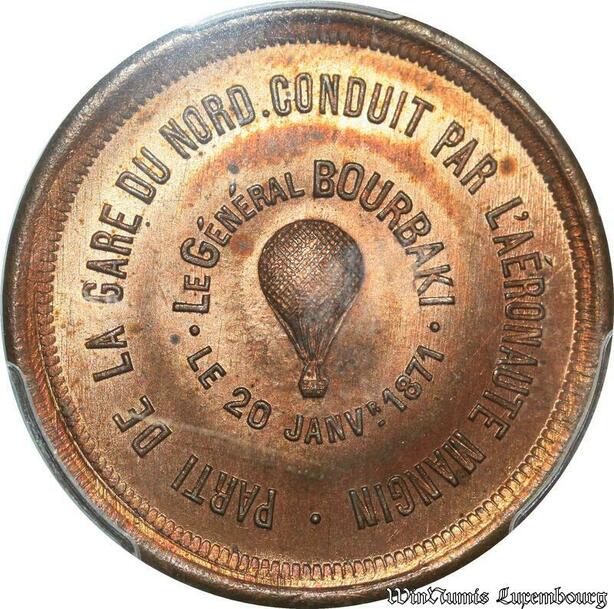 PARTI DE LA GARE DU NORD. CONDUIT PAR L'AÉRONAUTE MANGIN ·
· LE GÉNÉRAL BOURBAKI ·
LE 20 JANVR. 1871
WinNumis Luxembourg